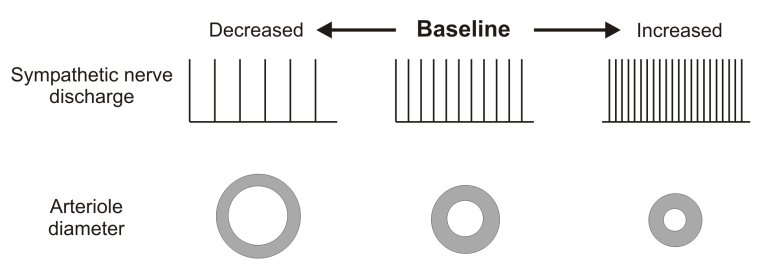 Decreased
Baseline
Increased
Sympathetic nerve
discharge
Arteriole
diameter